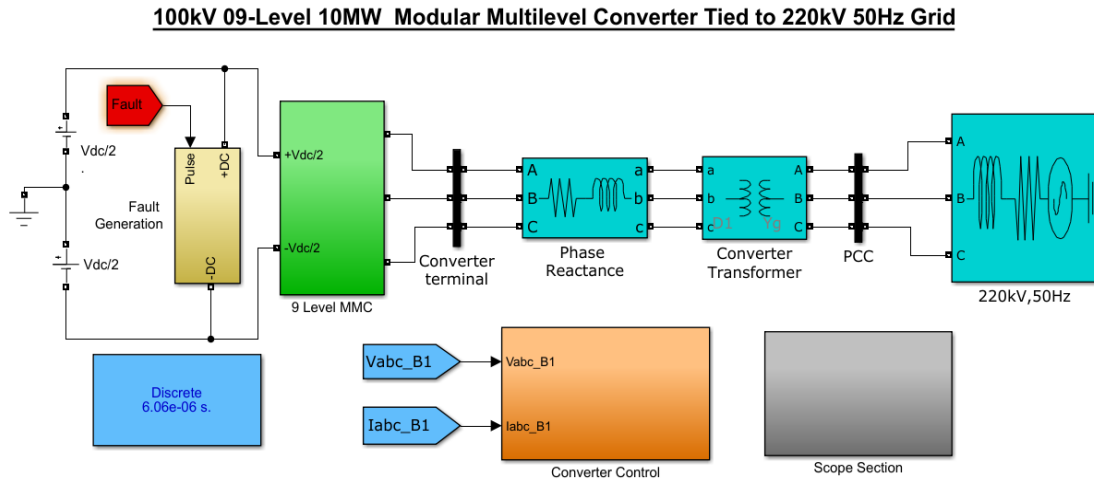 100kV 09-Level 10MW Modular Multilevel Converter Tied to 220kV 50Hz Grid
Fault
Vdc/2
Pulse
+DC
-DC
Fault
Generation
Vdc/2
+Vdc/2
-Vdc/2
9 Level MMC
Converter
terminal
A
B
C
a
b
c
Phase
Reactance
a
b
c
D1
Yg
A
B
C
Converter
Transformer
PCC
A
B
C
220kV,50Hz
Discrete
6.06e-06 s.
Vabc_B1
Iabc_B1
Vabc_B1
Iabc_B1
Converter Control
Scope Section